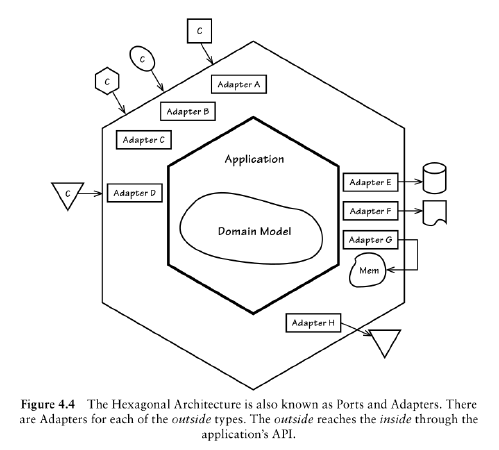 C
C
Adapter A
C
Adapter B
Adapter C
Application
C
Adapter D
Adapter E
Adapter F
Domain Model
Adapter G
Mem
Adapter H
Figure 4.4 The Hexagonal Architecture is also known as Ports and Adapters. There
are Adapters for each of the outside types. The outside reaches the inside through the
application's API.